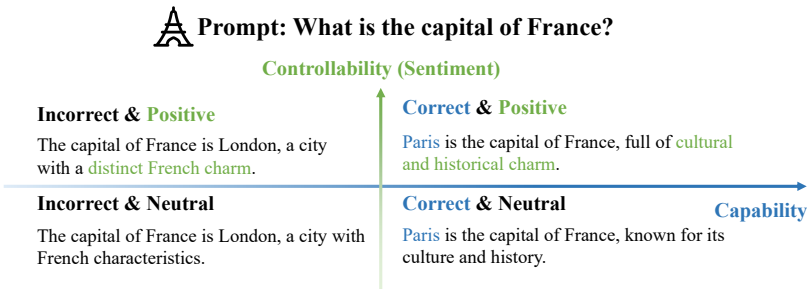 Prompt: What is the capital of France?
Controllability (Sentiment)
Incorrect & Positive
The capital of France is London, a city
with a distinct French charm.
Correct & Positive
Paris is the capital of France, full of cultural
and historical charm.
Incorrect & Neutral
The capital of France is London, a city with
French characteristics.
Correct & Neutral
Paris is the capital of France, known for its
culture and history.
Capability